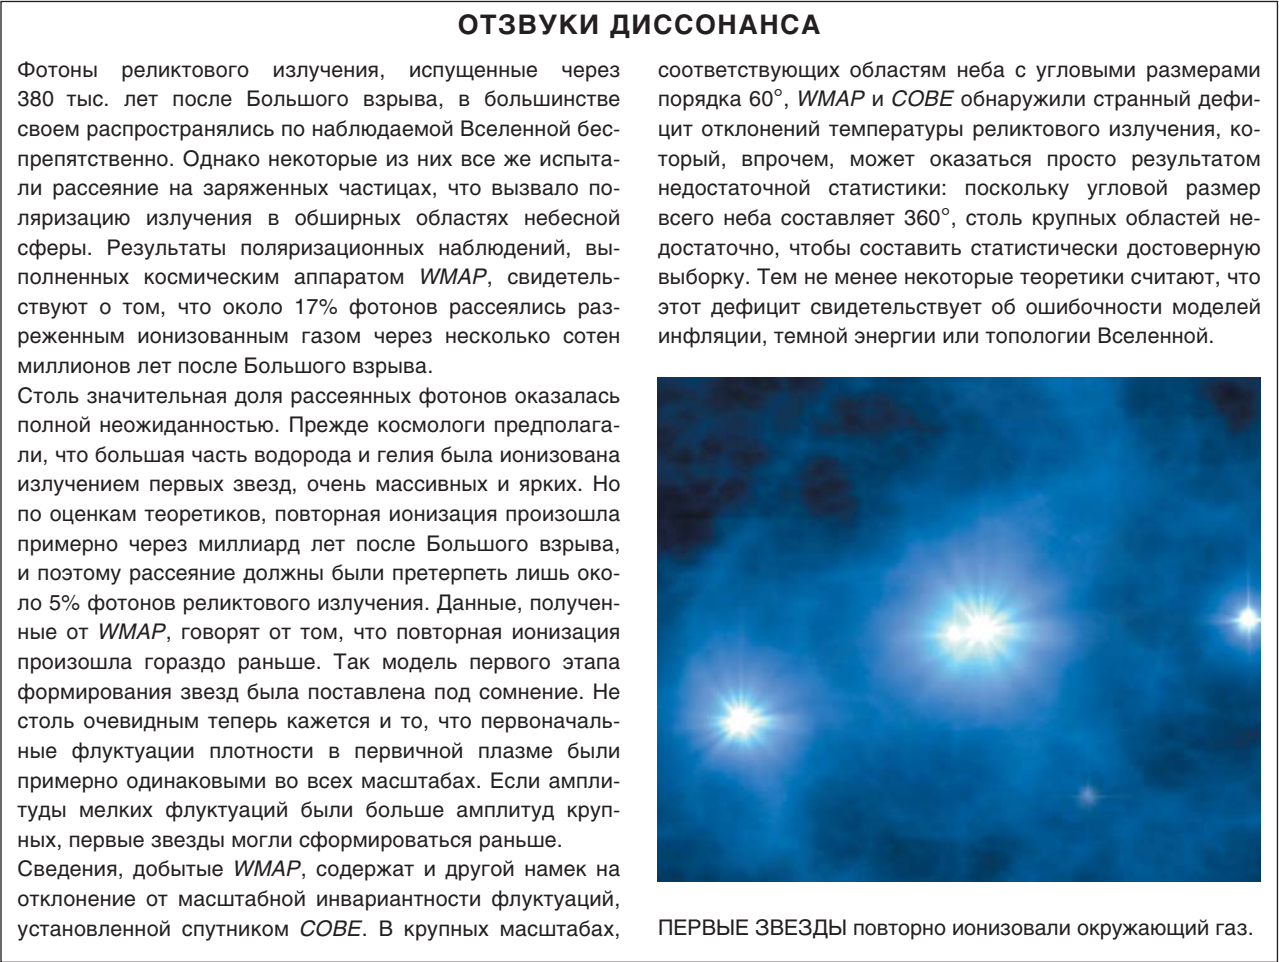 ОТЗВУКИ ДИССОНАНСА
Фотоны реликтового излучения, испущенные через
380 тыс. лет после Большого взрыва, в большинстве
своем распространялись по наблюдаемой Вселенной бес-
препятственно. Однако некоторые из них все же испыта-
ли рассеяние на заряженных частицах, что вызвало по-
ляризацию излучения в обширных областях небесной
сферы. Результаты поляризационных наблюдений, вы-
полненных космическим аппаратом WMAP, свидетель-
ствуют о том, что около 17% фотонов рассеялись раз-
реженным ионизованным газом через несколько сотен
миллионов лет после Большого взрыва.
Столь значительная доля рассеянных фотонов оказалась
полной неожиданностью. Прежде космологи предполага-
ли, что большая часть водорода и гелия была ионизована
излучением первых звезд, очень массивных и ярких. Но
по оценкам теоретиков, повторная ионизация произошла
примерно через миллиард лет после Большого взрыва,
и поэтому рассеяние должны были претерпеть лишь око-
ло 5% фотонов реликтового излучения. Данные, получен-
ные от WMAP, говорят от том, что повторная ионизация
произошла гораздо раньше. Так модель первого этапа
формирования звезд была поставлена под сомнение. Не
столь очевидным теперь кажется и то, что первоначаль-
ные флуктуации плотности в первичной плазме были
примерно одинаковыми во всех масштабах. Если ампли-
туды мелких флуктуаций были больше амплитуд круп-
ных, первые звезды могли сформироваться раньше.
Сведения, добытые WMAP, содержат и другой намек на
отклонение от масштабной инвариантности флуктуаций,
установленной спутником COBE. В крупных масштабах,
соответствующих областям неба с угловыми размерами
порядка 60°, WMAP и COBE обнаружили странный дефи-
цит отклонений температуры реликтового излучения, ко-
торый, впрочем, может оказаться просто результатом
недостаточной статистики: поскольку угловой размер
всего неба составляет 360°, столь крупных областей не-
достаточно, чтобы составить статистически достоверную
выборку. Тем не менее некоторые теоретики считают, что
этот дефицит свидетельствует об ошибочности моделей
инфляции, темной энергии или топологии Вселенной.
ПЕРВЫЕ ЗВЕЗДЫ повторно ионизовали окружающий газ.